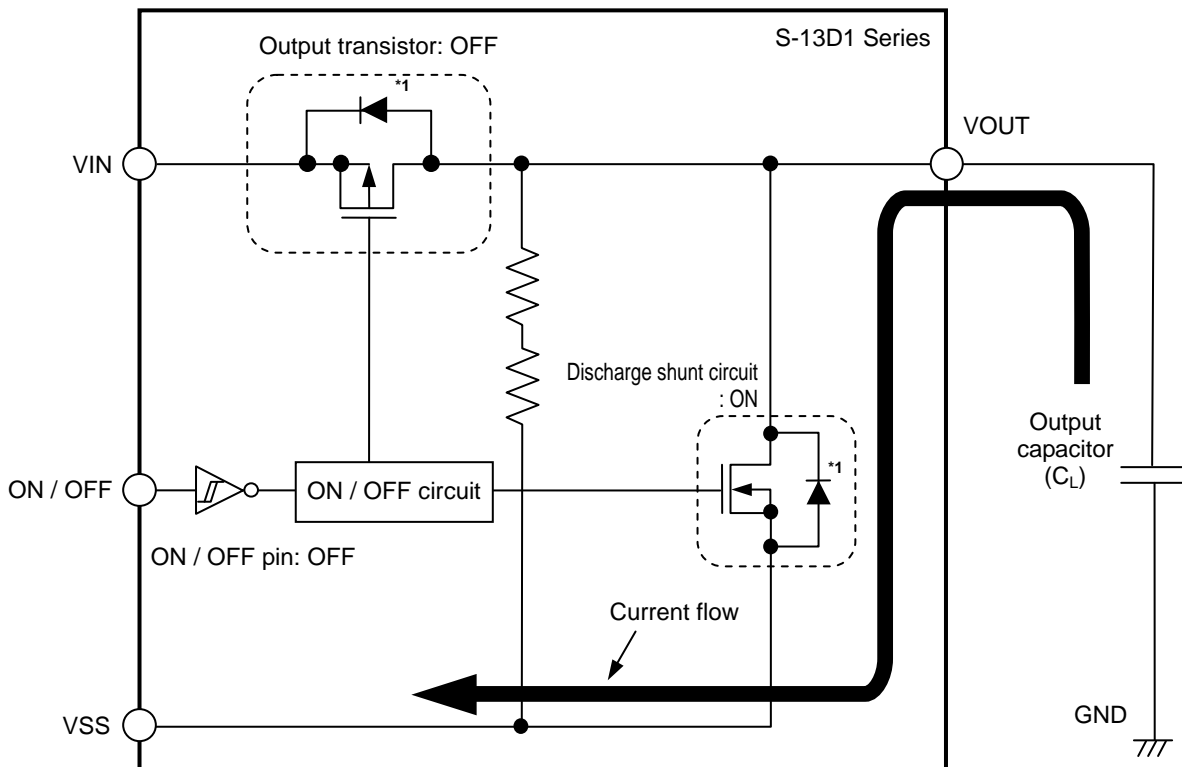 S-13D1 Series
Output transistor: OFF
*1
VOUT
VIN
Discharge shunt circuit
: ON
*1
Output
capacitor
(CL)
ON / OFF
ON / OFF circuit
ON / OFF pin: OFF
Current flow
VSS
GND